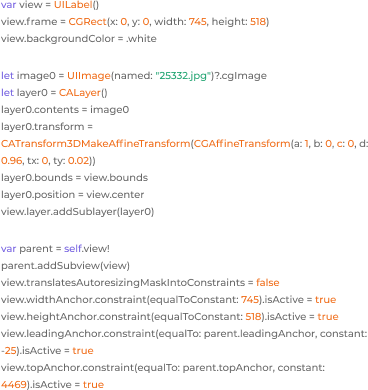 var view = UILabel()
view.frame = CGRect(x: 0, y: 0, width: 745, height: 518)
view.backgroundColor = .white
let image0 = UIImage(named: "25332.jpg")?.cgImage
let layer0 = CALayer()
layer0.contents = image0
layer0.transform =
CATransform3DMakeAffineTransform(CGAffineTransform(a: 1, b: 0, c: 0, d:
0.96, tx: 0, ty: 0.02))
layer0.bounds = view.bounds
layer0.position = view.center
view.layer.addSublayer(layer0)
var parent = self.view!
parent.addSubview(view)
view.translatesAutoresizingMaskIntoConstraints = false
view.widthAnchor.constraint(equalToConstant: 745).isActive = true
view.heightAnchor.constraint(equalToConstant: 518).isActive = true
view.leadingAnchor.constraint(equalTo: parent.leadingAnchor, constant:
-25).isActive = true
view.topAnchor.constraint(equalTo: parent.topAnchor, constant:
4469).isActive = true